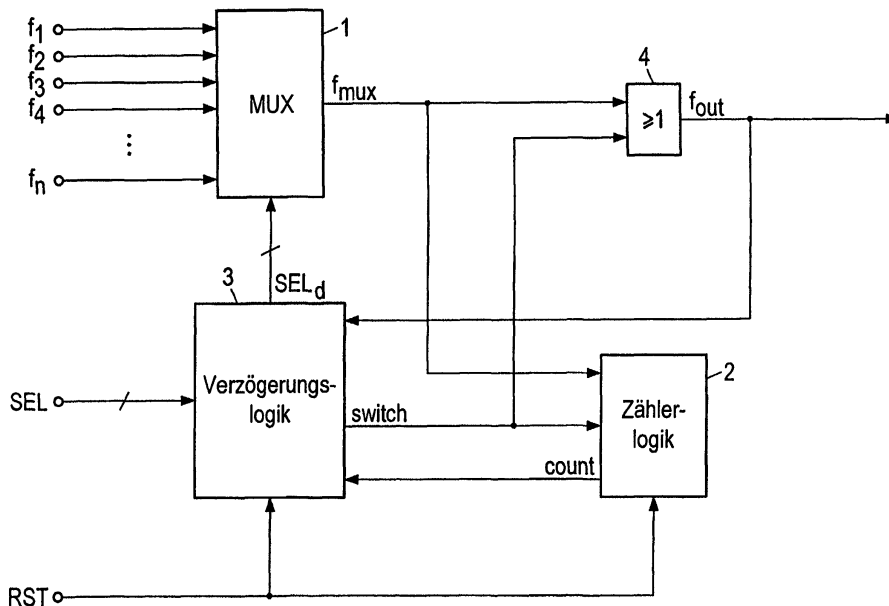 f1
f2
f3
f4
⋮
fn
MUX
1
fmux
4
≥1
fout
SELd
3
Verzögerungs-
logik
SEL
switch
count
2
Zähler-
logik
RST